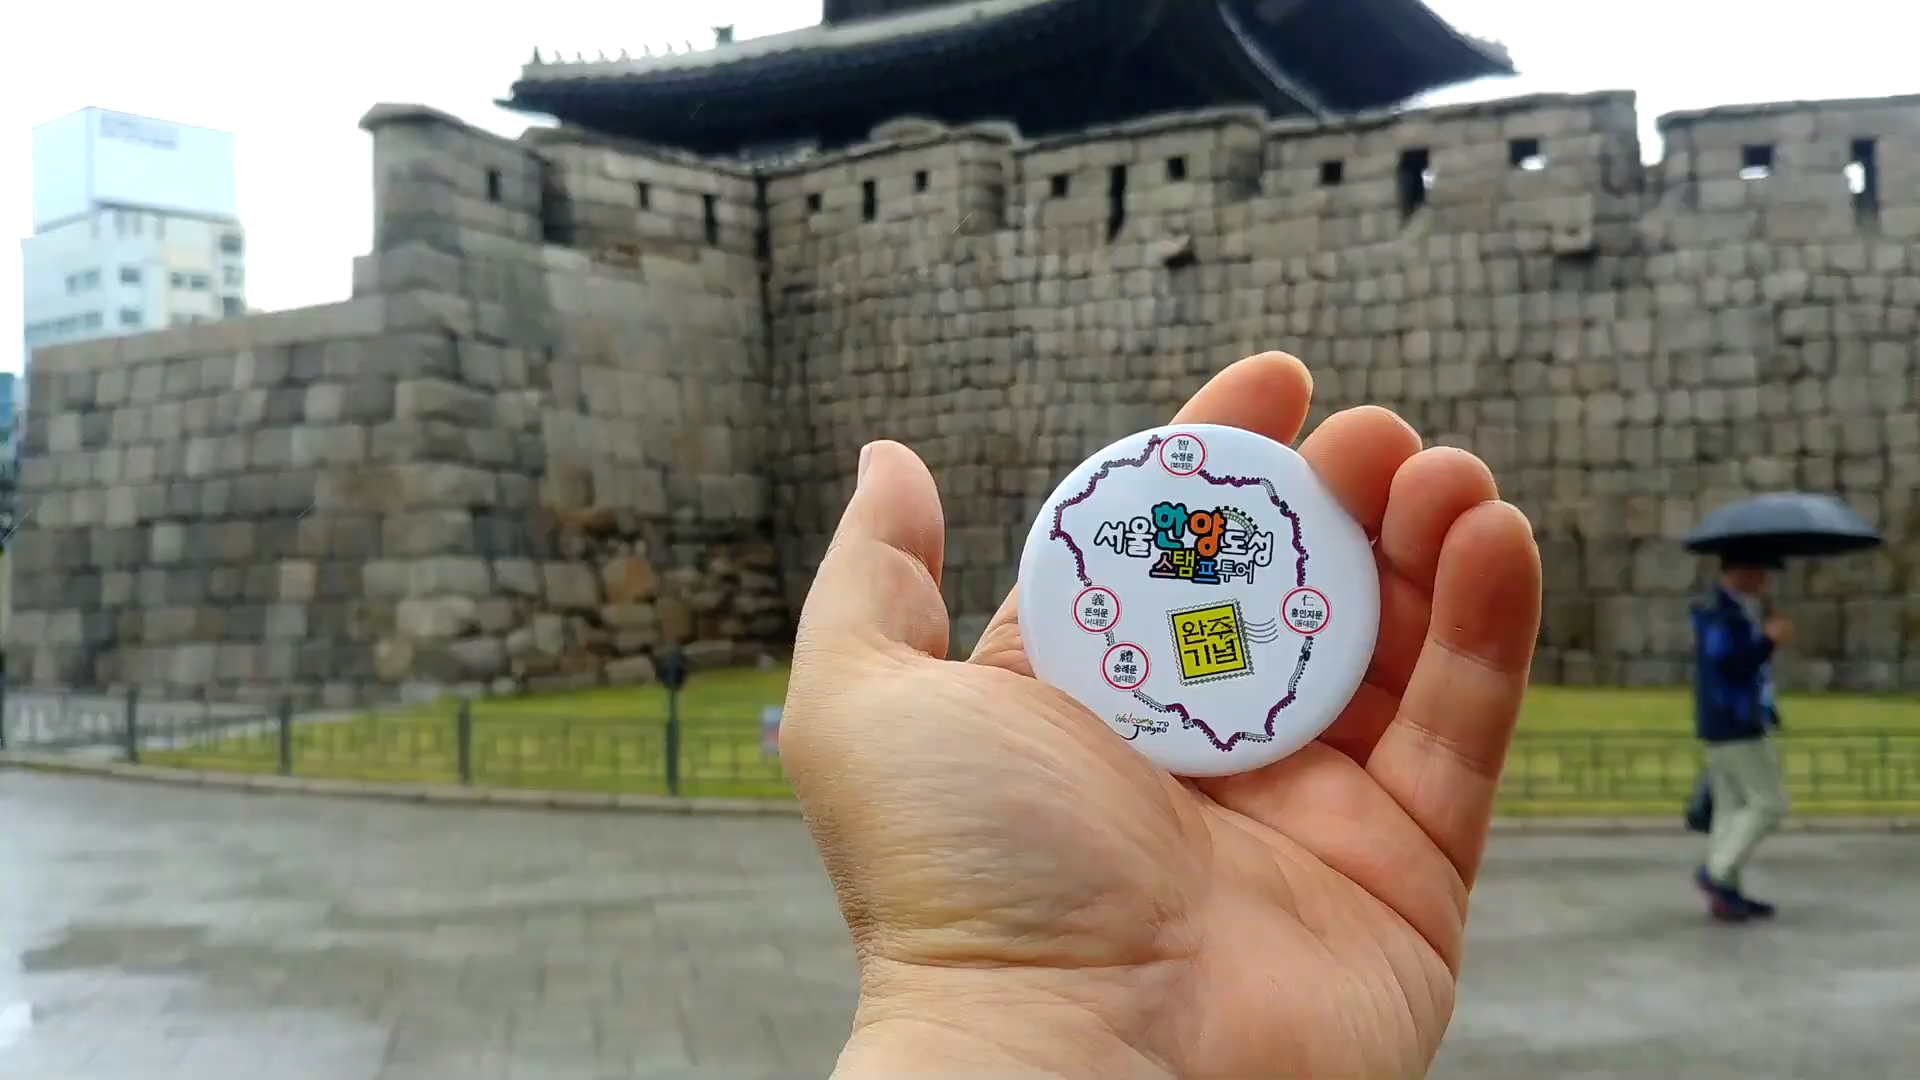 智
숙정문
(북대문)
서울한양도성
스탬프투어
義
돈의문
(서대문)
仁
흥인지문
(동대문)
완주
기념
禮
숭례문
(남대문)
Welcome To
Jongno